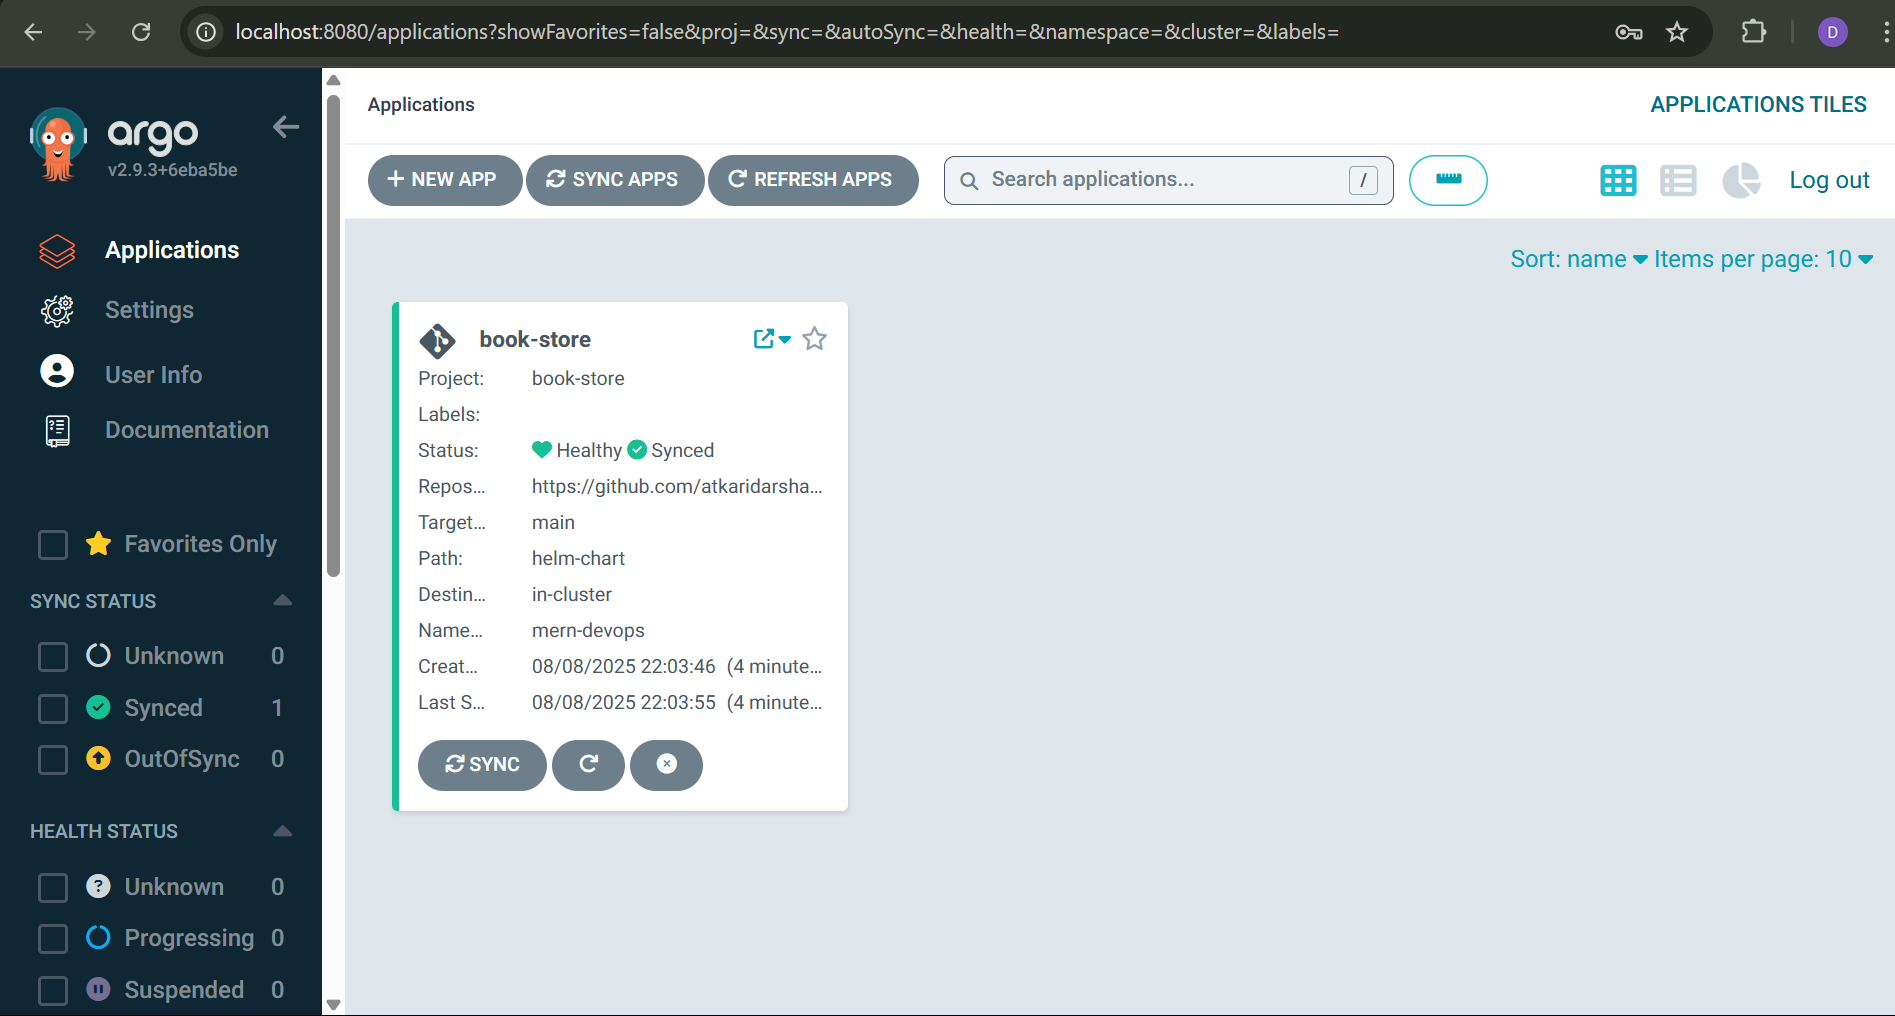 localhost:8080/applications?showFavorites=false&proj=&sync=&autoSync=&health=&namespace=&cluster=&labels=
D
argo
v2.9.3+6eba5be
Applications
Settings
User Info
Documentation
Favorites Only
SYNC STATUS
Unknown 0
Synced 1
OutOfSync 0
HEALTH STATUS
Unknown 0
Progressing 0
Suspended 0
Applications
APPLICATIONS TILES
+ NEW APP
SYNC APPS
REFRESH APPS
Search applications...
/
Log out
Sort: name
Items per page: 10
book-store
Project: book-store
Labels:
Status: Healthy Synced
Repos... https://github.com/atkaridarsha...
Target... main
Path: helm-chart
Destin... in-cluster
Name... mern-devops
Creat... 08/08/2025 22:03:46 (4 minute...
Last S... 08/08/2025 22:03:55 (4 minute...
SYNC